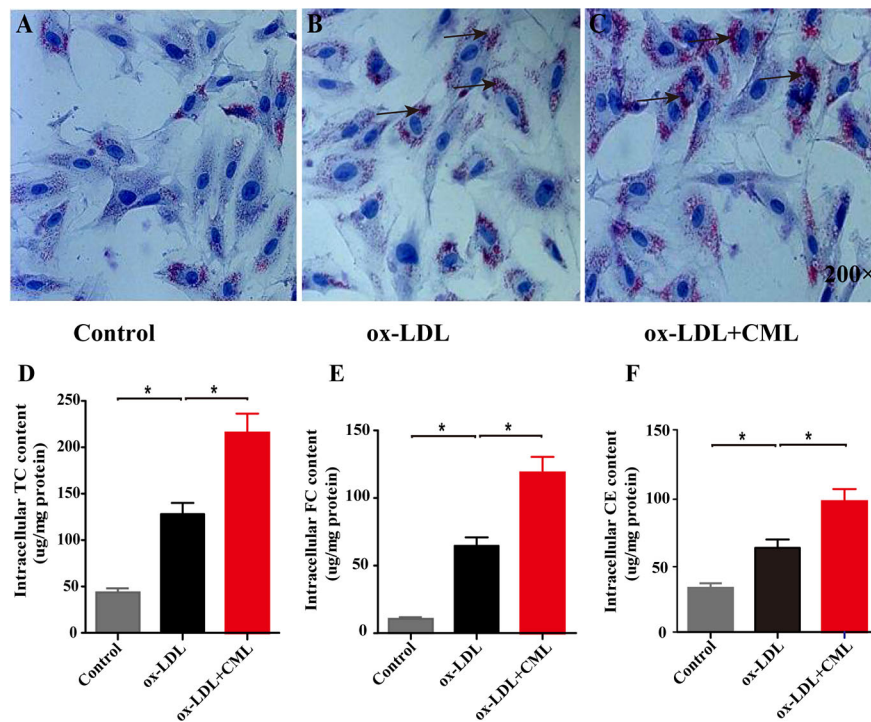 A
B
C
200×
Control
ox-LDL
ox-LDL+CML
D
Intracellular TC content
(ug/mg protein)
250
200
150
100
50
0
*
*
Control
ox-LDL
ox-LDL+CML
E
Intracellular FC content
(ug/mg protein)
150
100
50
0
*
*
Control
ox-LDL
ox-LDL+CML
F
Intracellular CE content
(ug/mg protein)
150
100
50
0
*
*
Control
ox-LDL
ox-LDL+CML